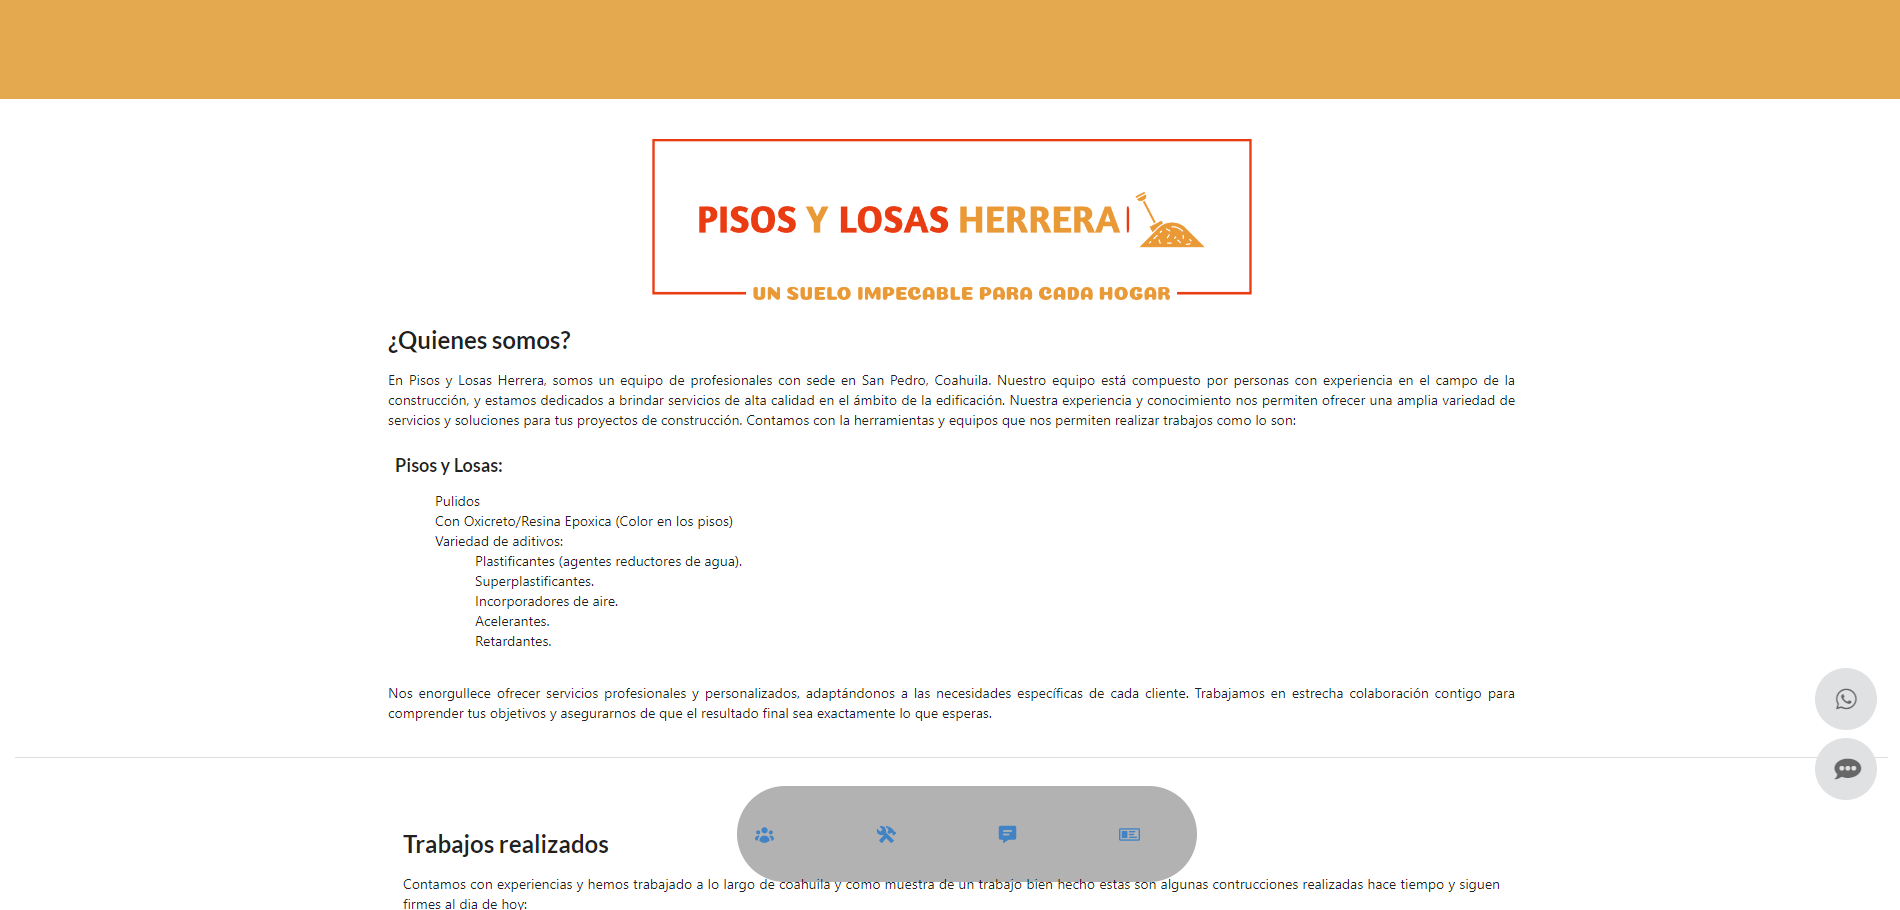 PISOS Y LOSAS HERRERA
UN SUELO IMPECABLE PARA CADA HOGAR
¿Quienes somos?
En Pisos y Losas Herrera, somos un equipo de profesionales con sede en San Pedro, Coahuila. Nuestro equipo está compuesto por personas con experiencia en el campo de la
construcción, y estamos dedicados a brindar servicios de alta calidad en el ámbito de la edificación. Nuestra experiencia y conocimiento nos permiten ofrecer una amplia variedad de
servicios y soluciones para tus proyectos de construcción. Contamos con la herramientas y equipos que nos permiten realizar trabajos como lo son:
Pisos y Losas:
Pulidos
Con Oxicreto/Resina Epoxica (Color en los pisos)
Variedad de aditivos:
Plastificantes (agentes reductores de agua).
Superplastificantes.
Incorporadores de aire.
Acelerantes.
Retardantes.
Nos enorgullece ofrecer servicios profesionales y personalizados, adaptándonos a las necesidades específicas de cada cliente. Trabajamos en estrecha colaboración contigo para
comprender tus objetivos y asegurarnos de que el resultado final sea exactamente lo que esperas.
Trabajos realizados
Contamos con experiencias y hemos trabajado a lo largo de coahuila y como muestra de un trabajo bien hecho estas son algunas contrucciones realizadas hace tiempo y siguen
firmes al dia de hoy: